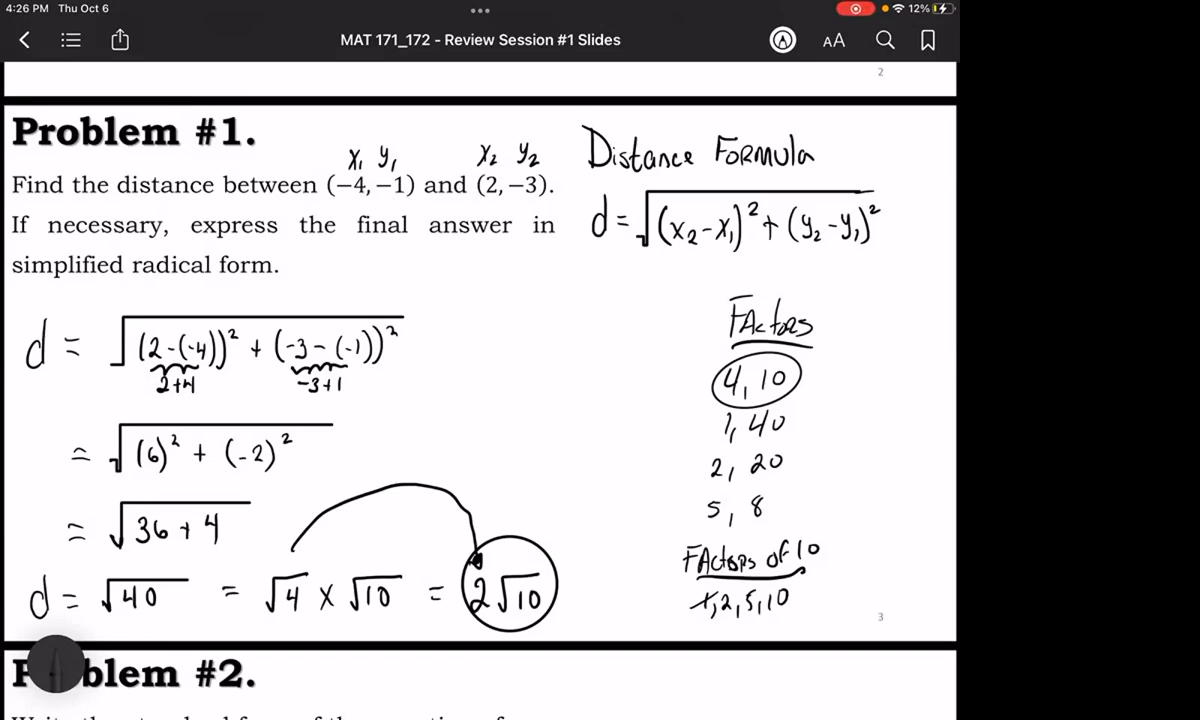 4:26 PM Thu Oct 6
12%
MAT 171_172 - Review Session #1 Slides
AA
2
Problem #1.
x₁ y₁ x₂ y₂
Find the distance between (−4, −1) and (2, −3).
If necessary, express the final answer in
simplified radical form.
Distance Formula
d = √((x₂ - x₁)² + (y₂ - y₁)²)
d = √((2-(-4))² + (-3-(-1))²)
2+4 -3+1
= √((6)² + (-2)²)
= √(36 + 4)
d = √40 = √4 × √10 = 2√10
Factors
4, 10
1, 40
2, 20
5, 8
Factors of 10
1, 2, 5, 10
3
Problem #2.